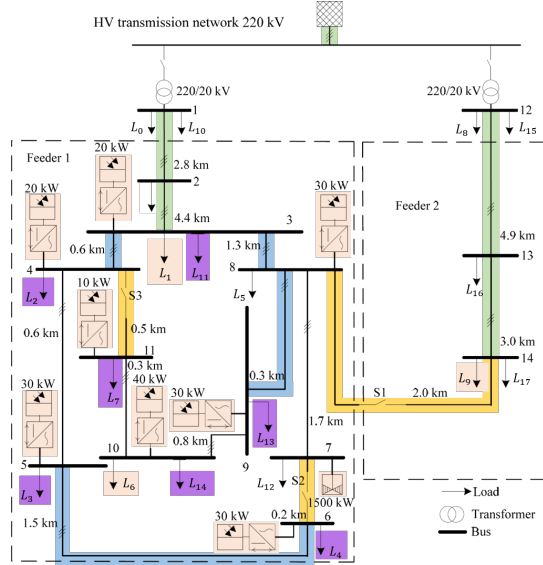 HV transmission network 220 kV
220/20 kV
220/20 kV
1
12
L0
L10
L8
L15
Feeder 1
20 kW
2.8 km
2
30 kW
Feeder 2
20 kW
4.4 km
3
4.9 km
0.6 km
1.3 km
13
4
L1
L11
8
L2
10 kW
S3
L5
L16
0.6 km
0.5 km
3.0 km
11
14
0.3 km
0.3 km
L9
L17
L7
40 kW
S1
2.0 km
30 kW
30 kW
1.7 km
0.8 km
L13
10
9
7
5
L6
L14
L12
L3
S2
1500 kW
30 kW
1.5 km
0.2 km
6
L4
Load
Transformer
Bus